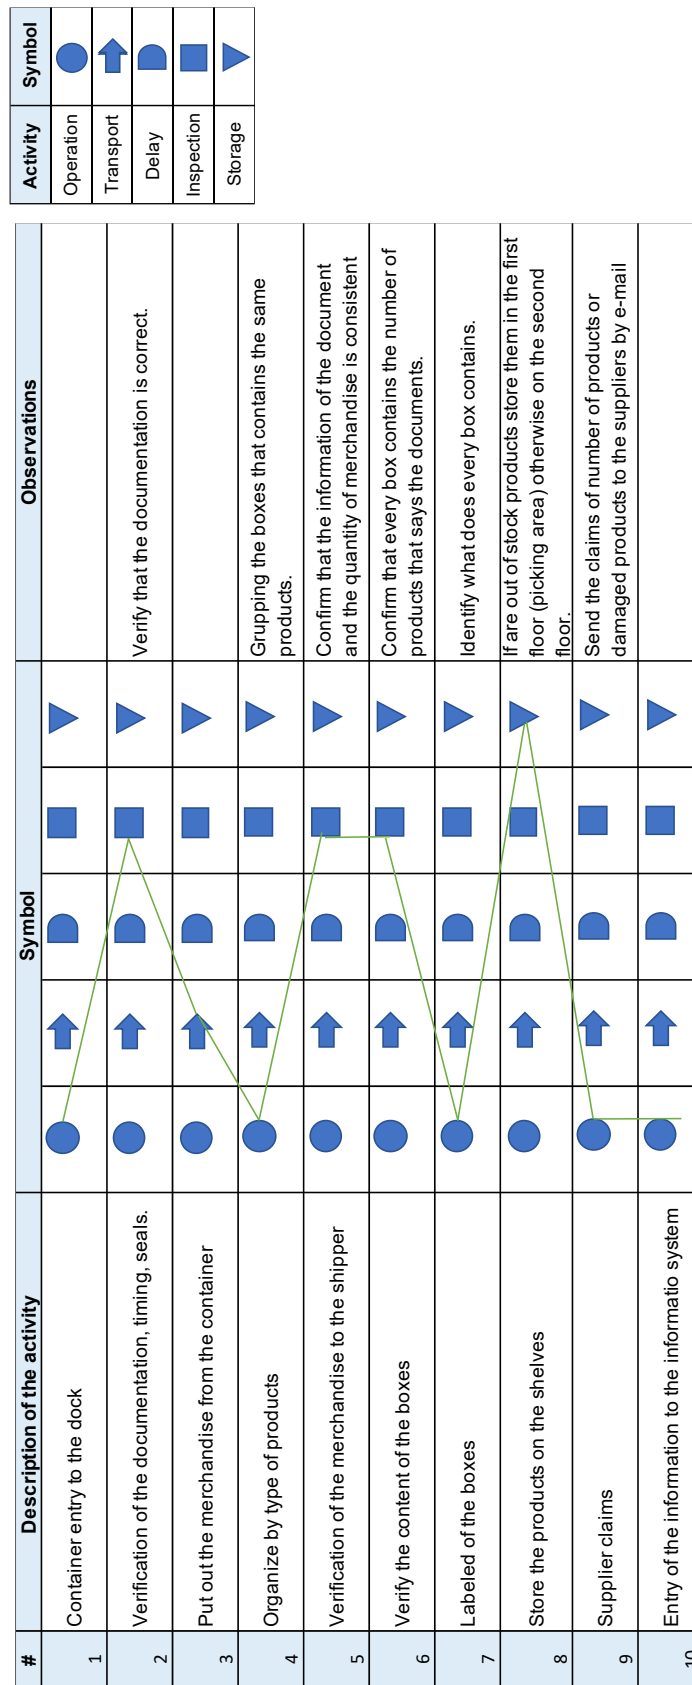 Activity Symbol
Operation
Transport
Delay
Inspection
Storage
# Description of the activity Symbol Observations
1 Container entry to the dock
2 Verification of the documentation, timing, seals. Verify that the documentation is correct.
3 Put out the merchandise from the container
4 Organize by type of products Grupping the boxes that contains the same
products.
5 Verification of the merchandise to the shipper Confirm that the information of the document
and the quantity of merchandise is consistent
6 Verify the content of the boxes Confirm that every box contains the number of
products that says the documents.
7 Labeled of the boxes Identify what does every box contains.
8 Store the products on the shelves If are out of stock products store them in the first
floor (picking area) otherwise on the second
floor.
9 Supplier claims Send the claims of number of products or
damaged products to the suppliers by e-mail
10 Entry of the information to the informatio system